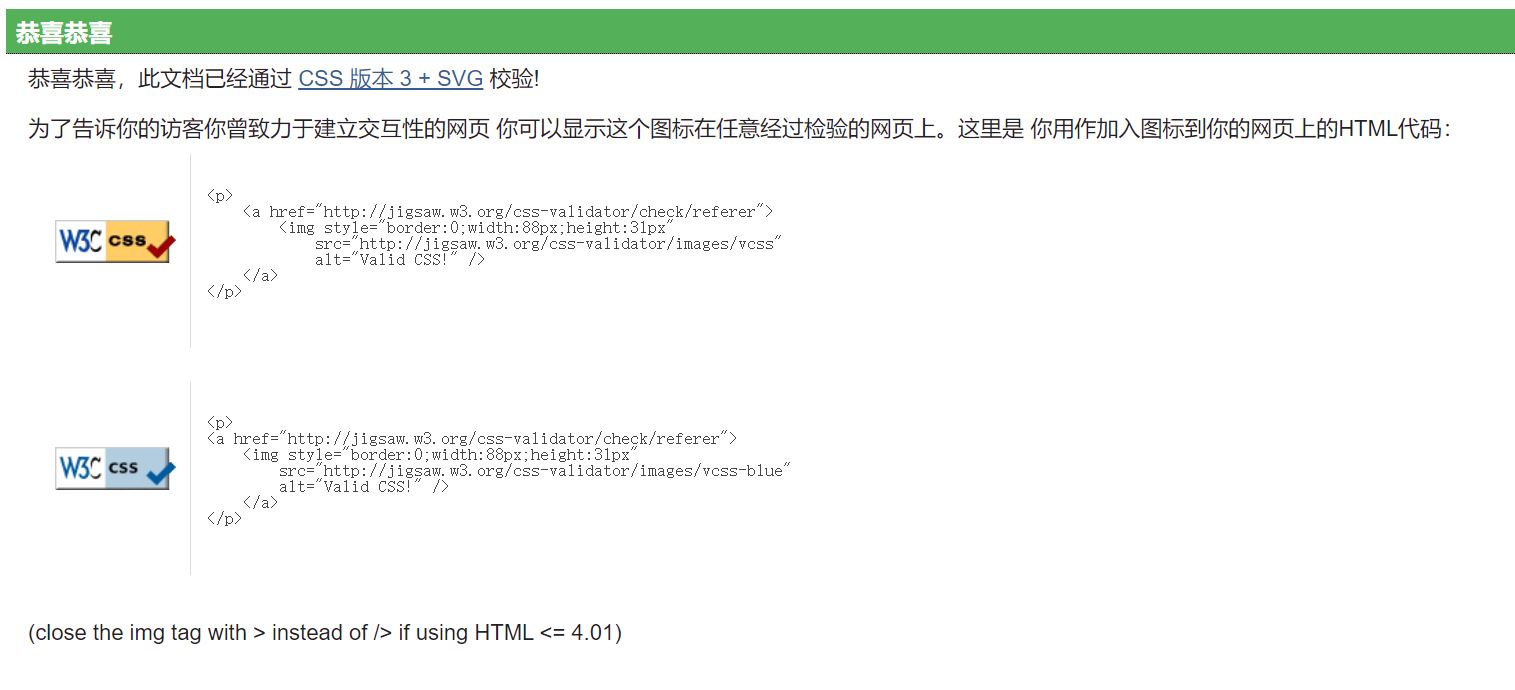 恭喜恭喜
恭喜恭喜，此文档已经通过 CSS 版本 3 + SVG 校验!
为了告诉你的访客你曾致力于建立交互性的网页 你可以显示这个图标在任意经过检验的网页上。这里是 你用作加入图标到你的网页上的HTML代码：
<p>
    <a href="http://jigsaw.w3.org/css-validator/check/referer">
        <img style="border:0;width:88px;height:31px"
            src="http://jigsaw.w3.org/css-validator/images/vcss"
            alt="Valid CSS!" />
    </a>
</p>
W3C css
<p>
<a href="http://jigsaw.w3.org/css-validator/check/referer">
    <img style="border:0;width:88px;height:31px"
        src="http://jigsaw.w3.org/css-validator/images/vcss-blue"
        alt="Valid CSS!" />
    </a>
</p>
W3C css
(close the img tag with > instead of /> if using HTML <= 4.01)